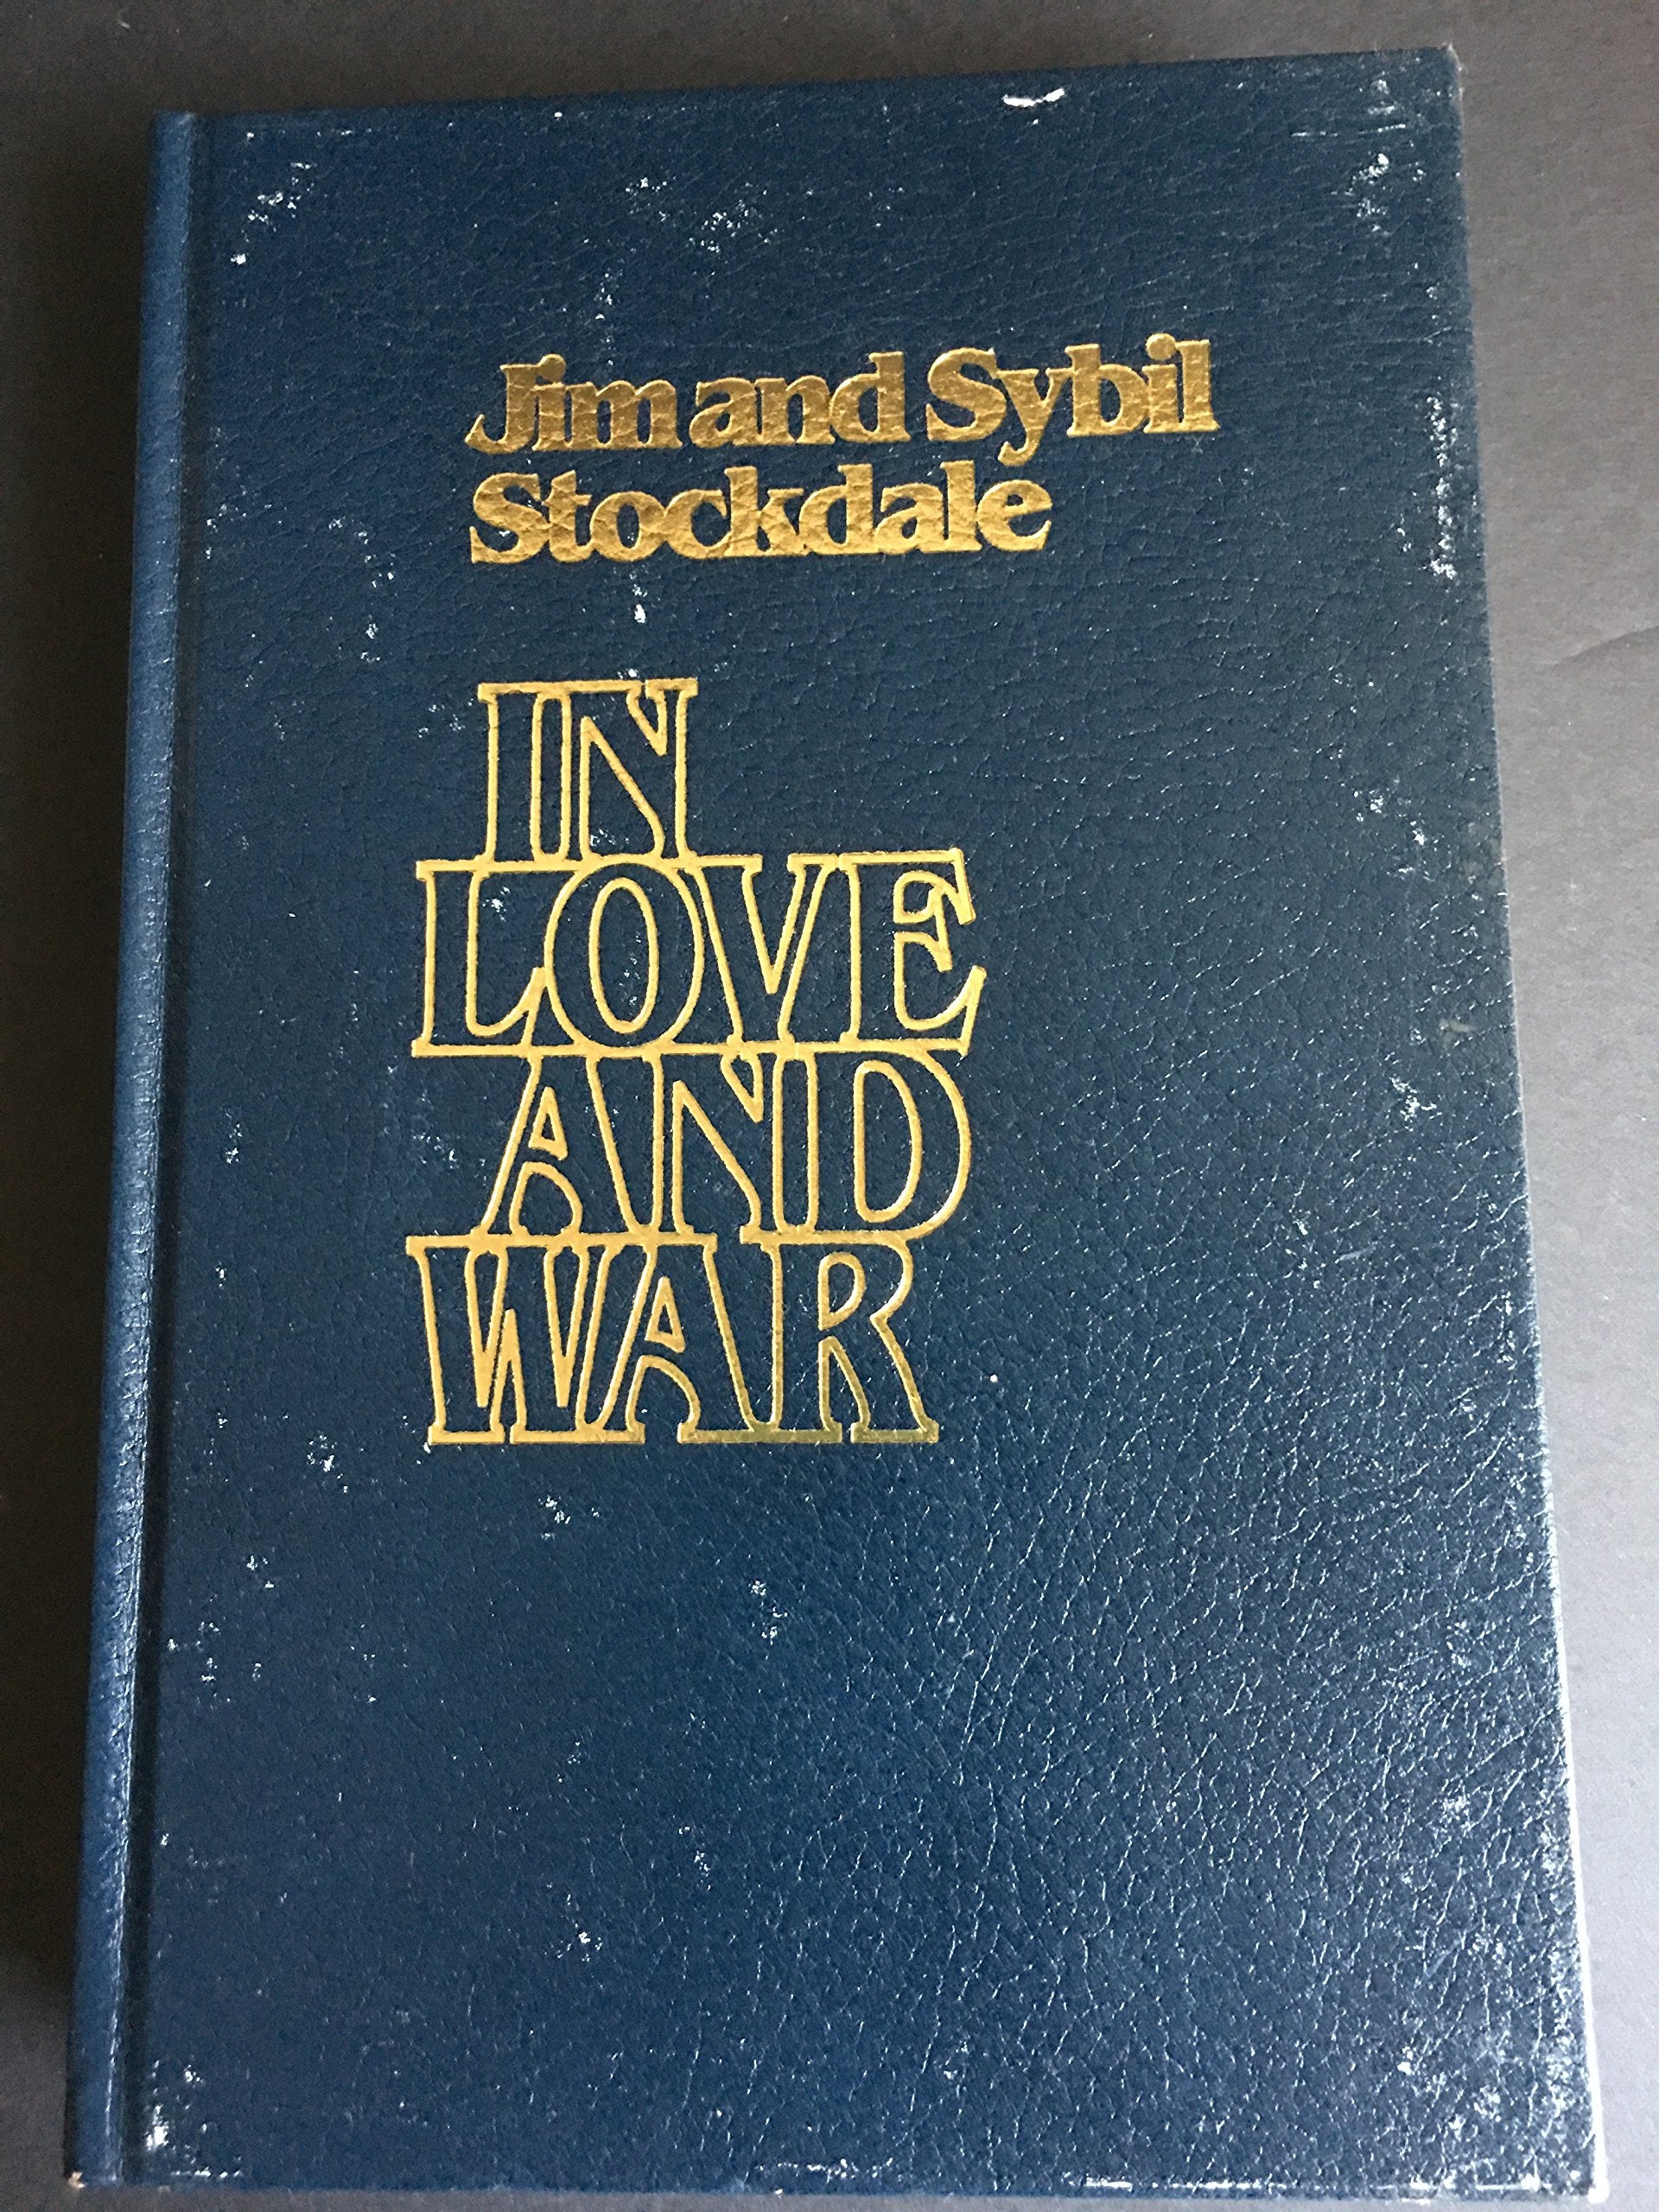 Jim and Sybil
Stockdale
IN
LOVE
AND
WAR